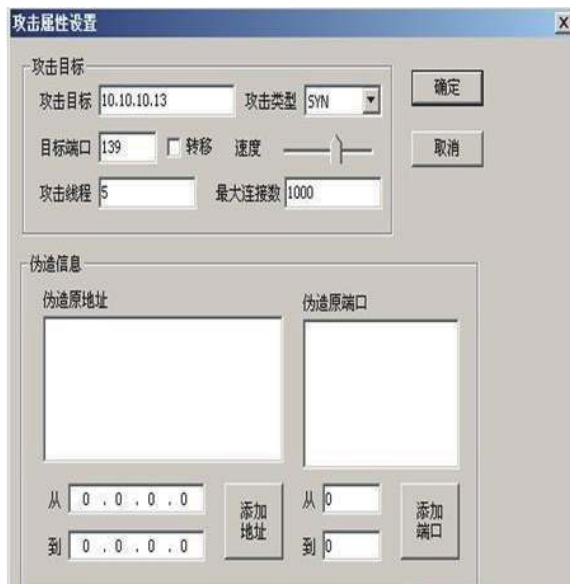 攻击属性设置
攻击目标
攻击目标 10.10.10.13 攻击类型 SYN
确定
目标端口 139 转移 速度
取消
攻击线程 5 最大连接数 1000
伪造信息
伪造原地址 伪造原端口
从 0 . 0 . 0 . 0 添加地址 从 0 添加端口
到 0 . 0 . 0 . 0 到 0